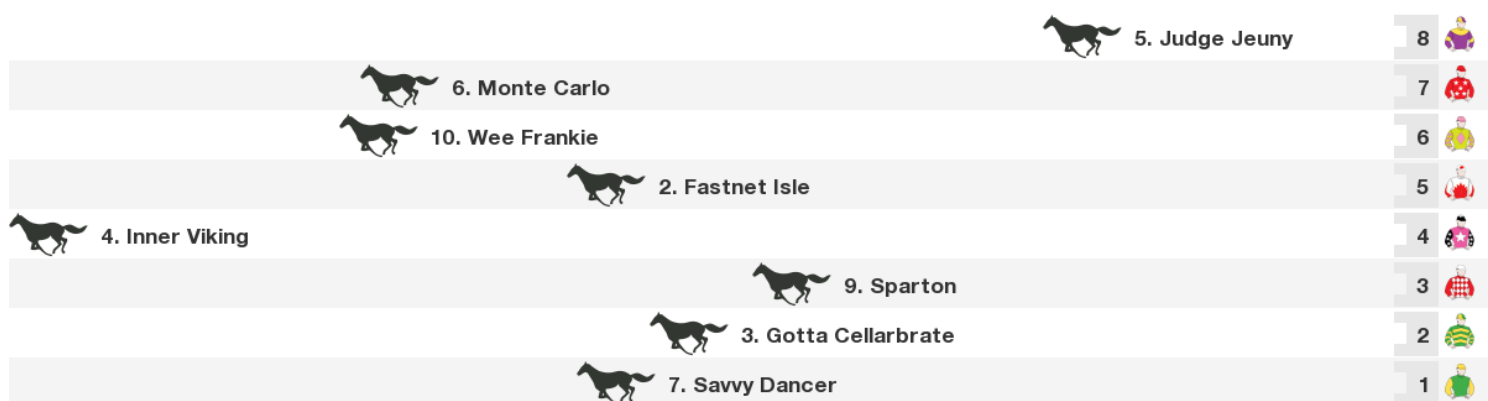 5. Judge Jeuny 8
6. Monte Carlo 7
10. Wee Frankie 6
2. Fastnet Isle 5
4. Inner Viking 4
9. Sparton 3
3. Gotta Cellarbrate 2
7. Savvy Dancer 1